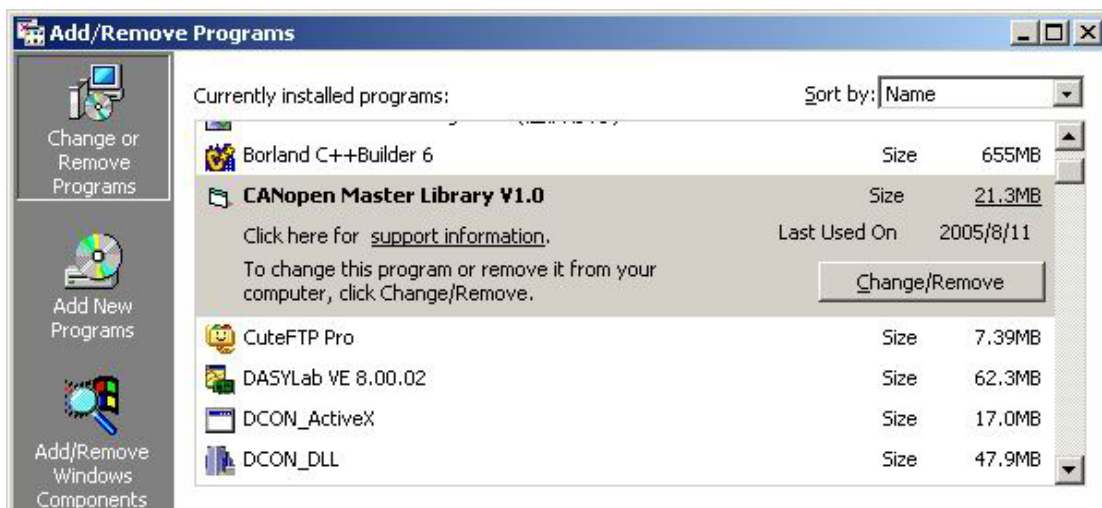 Add/Remove Programs
Change or
Remove
Programs
Add New
Programs
Add/Remove
Windows
Components
Currently installed programs:
Sort by: Name
Borland C++Builder 6 Size 655MB
CANopen Master Library V1.0 Size 21.3MB
Click here for support information. Last Used On 2005/8/11
To change this program or remove it from your
computer, click Change/Remove. Change/Remove
CuteFTP Pro Size 7.39MB
DASYLab VE 8.00.02 Size 62.3MB
DCON_ActiveX Size 17.0MB
DCON_DLL Size 47.9MB